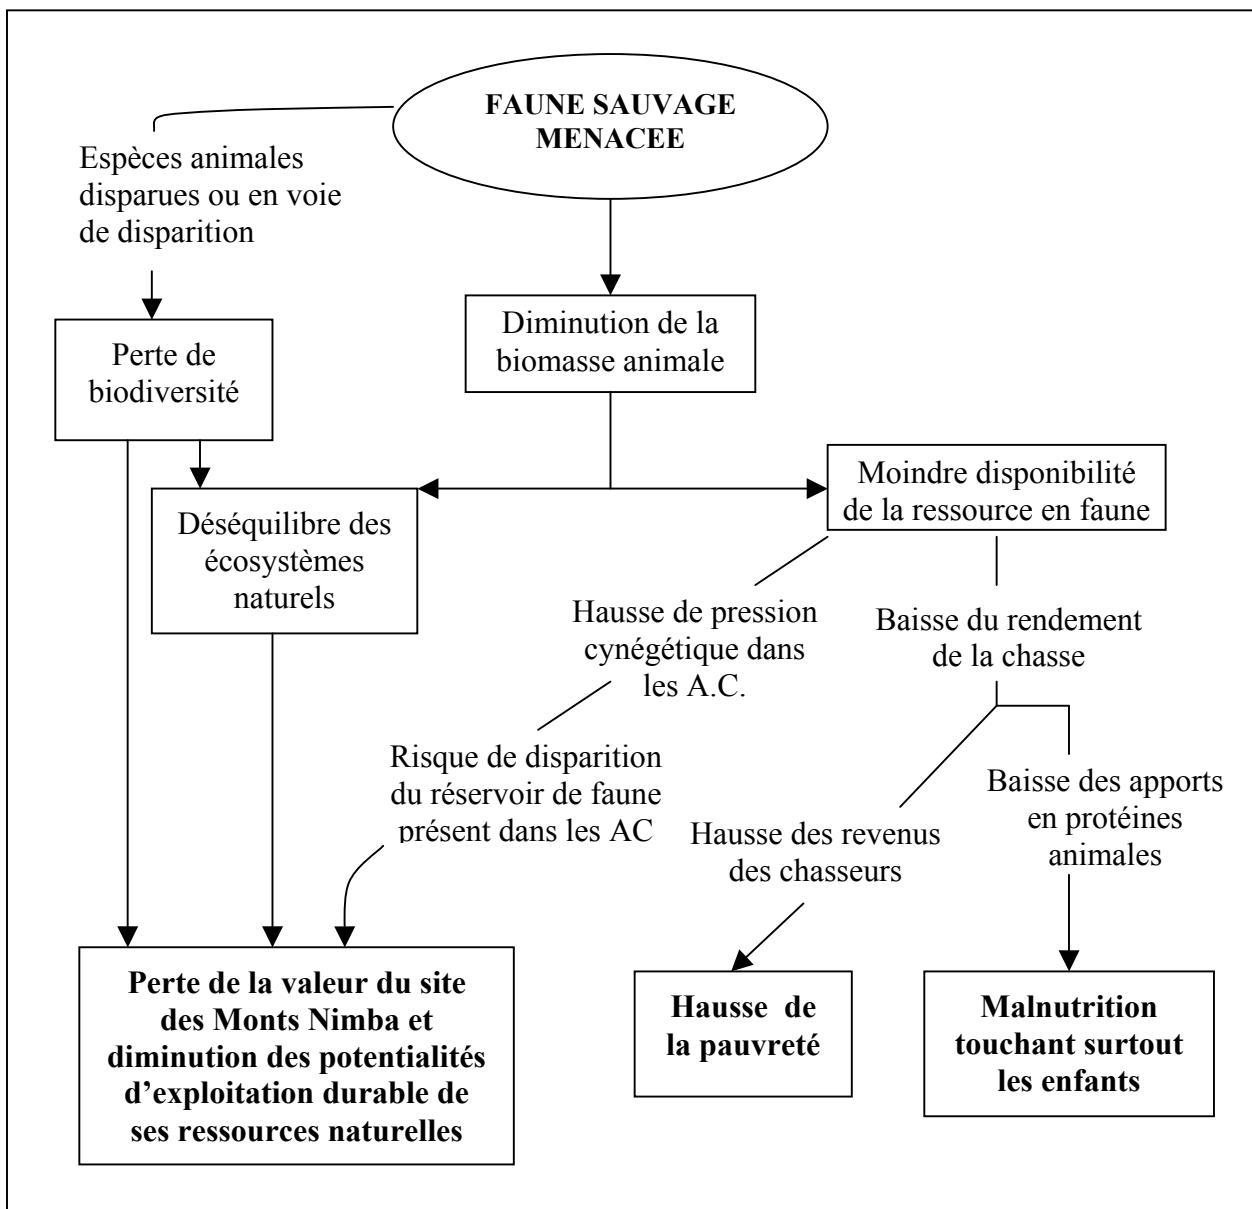 FAUNE SAUVAGE
MENACEE
Espèces animales
disparues ou en voie
de disparition
Diminution de la
biomasse animale
Perte de
biodiversité
Moindre disponibilité
de la ressource en faune
Déséquilibre des
écosystèmes
naturels
Hausse de pression
cynégétique dans
les A.C.
Baisse du rendement
de la chasse
Risque de disparition
du réservoir de faune
présent dans les AC
Hausse des revenus
des chasseurs
Baisse des apports
en protéines
animales
Perte de la valeur du site
des Monts Nimba et
diminution des potentialités
d’exploitation durable de
ses ressources naturelles
Hausse de
la pauvreté
Malnutrition
touchant surtout
les enfants